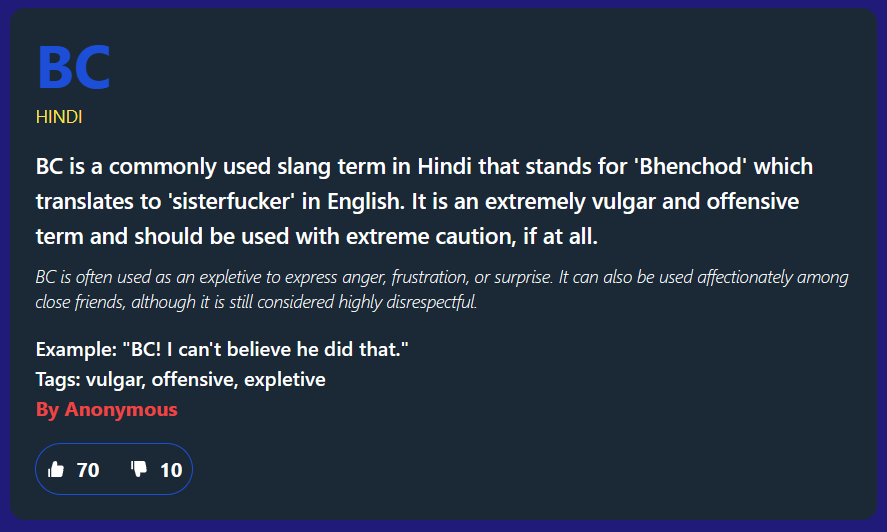 BC
HINDI
BC is a commonly used slang term in Hindi that stands for 'Bhenchod' which
translates to 'sisterfucker' in English. It is an extremely vulgar and offensive
term and should be used with extreme caution, if at all.
BC is often used as an expletive to express anger, frustration, or surprise. It can also be used affectionately among
close friends, although it is still considered highly disrespectful.
Example: "BC! I can't believe he did that."
Tags: vulgar, offensive, expletive
By Anonymous
70 10